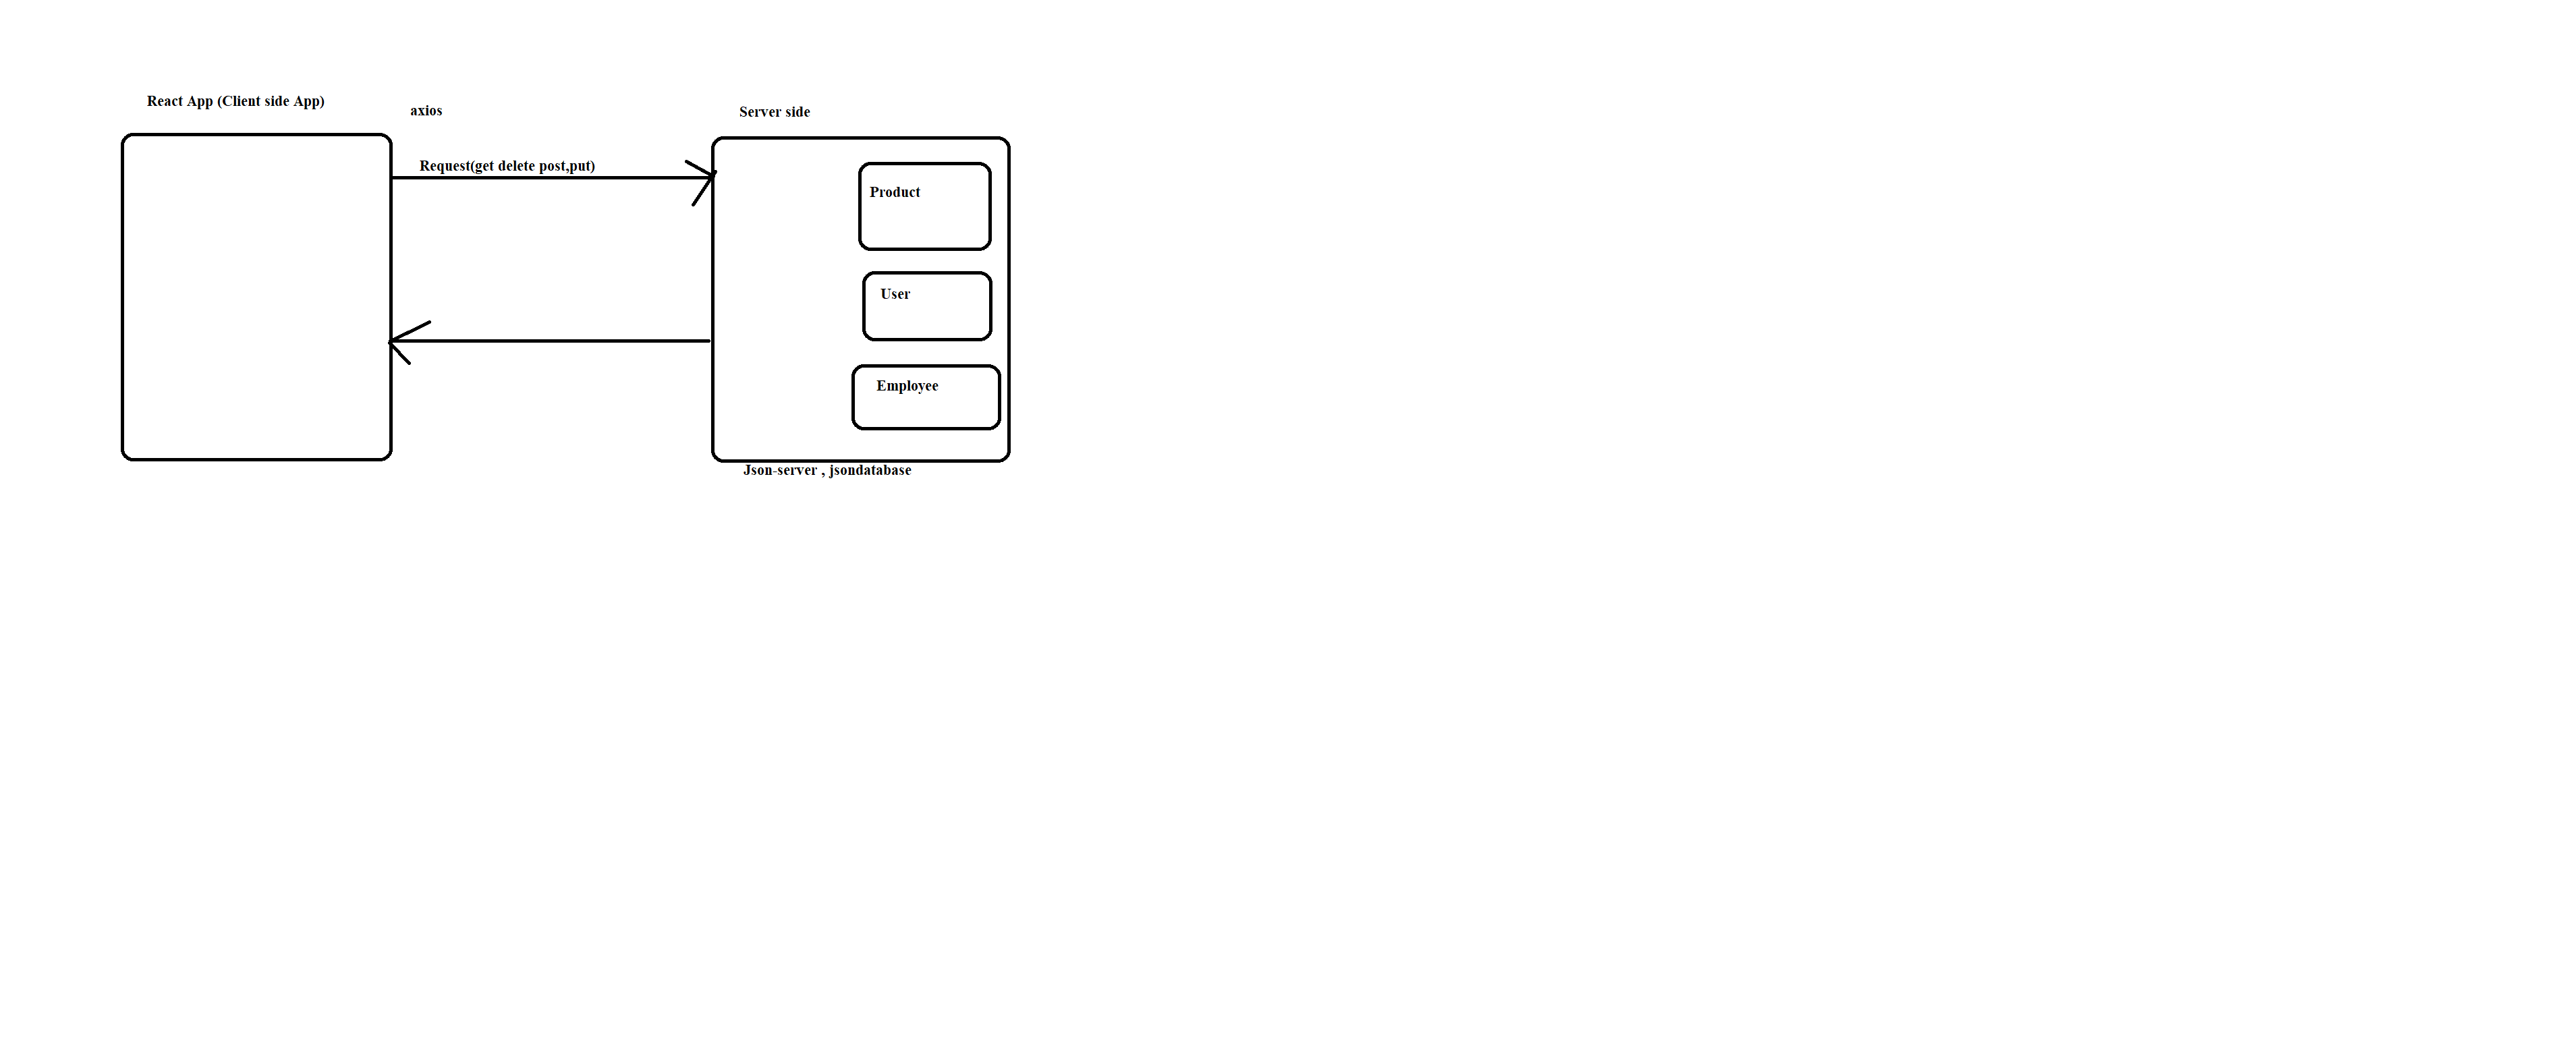 React App (Client side App)
axios
Server side
Request(get delete post,put)
Product
User
Employee
Json-server , jsondatabase